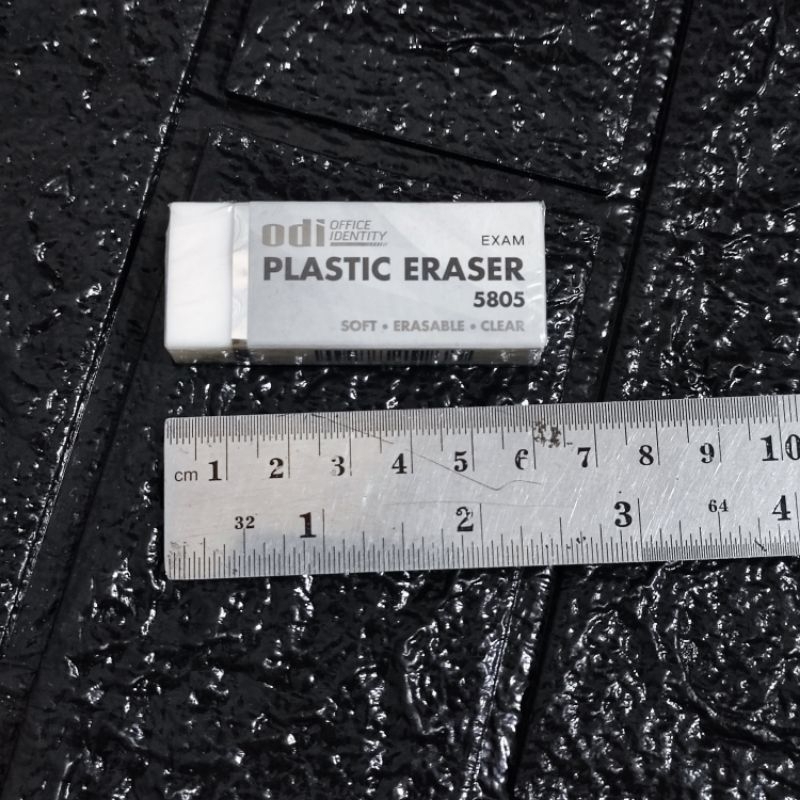 odi OFFICE
IDENTITY
EXAM
PLASTIC ERASER
5805
SOFT • ERASABLE • CLEAR
cm 1 2 3 4 5 6 7 8 9 10
32 1 2 3 64 4